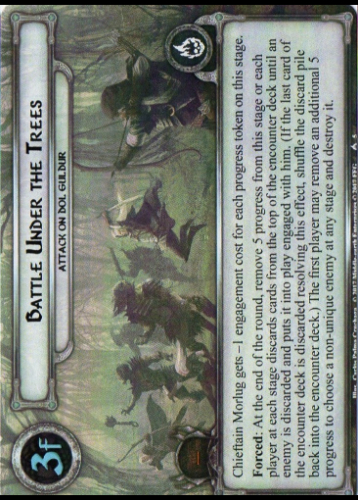 3f
BATTLE UNDER THE TREES
ATTACK ON DOL GULDUR
Chieftain Morlug gets –1 engagement cost for each progress token on this stage.
Forced: At the end of the round, remove 5 progress from this stage or each
player at each stage discards cards from the top of the encounter deck until an
enemy is discarded and puts it into play engaged with him. (If the last card of
the encounter deck is discarded resolving this effect, shuffle the discard pile
back into the encounter deck.) The first player may remove an additional 5
progress to choose a non-unique enemy at any stage and destroy it.